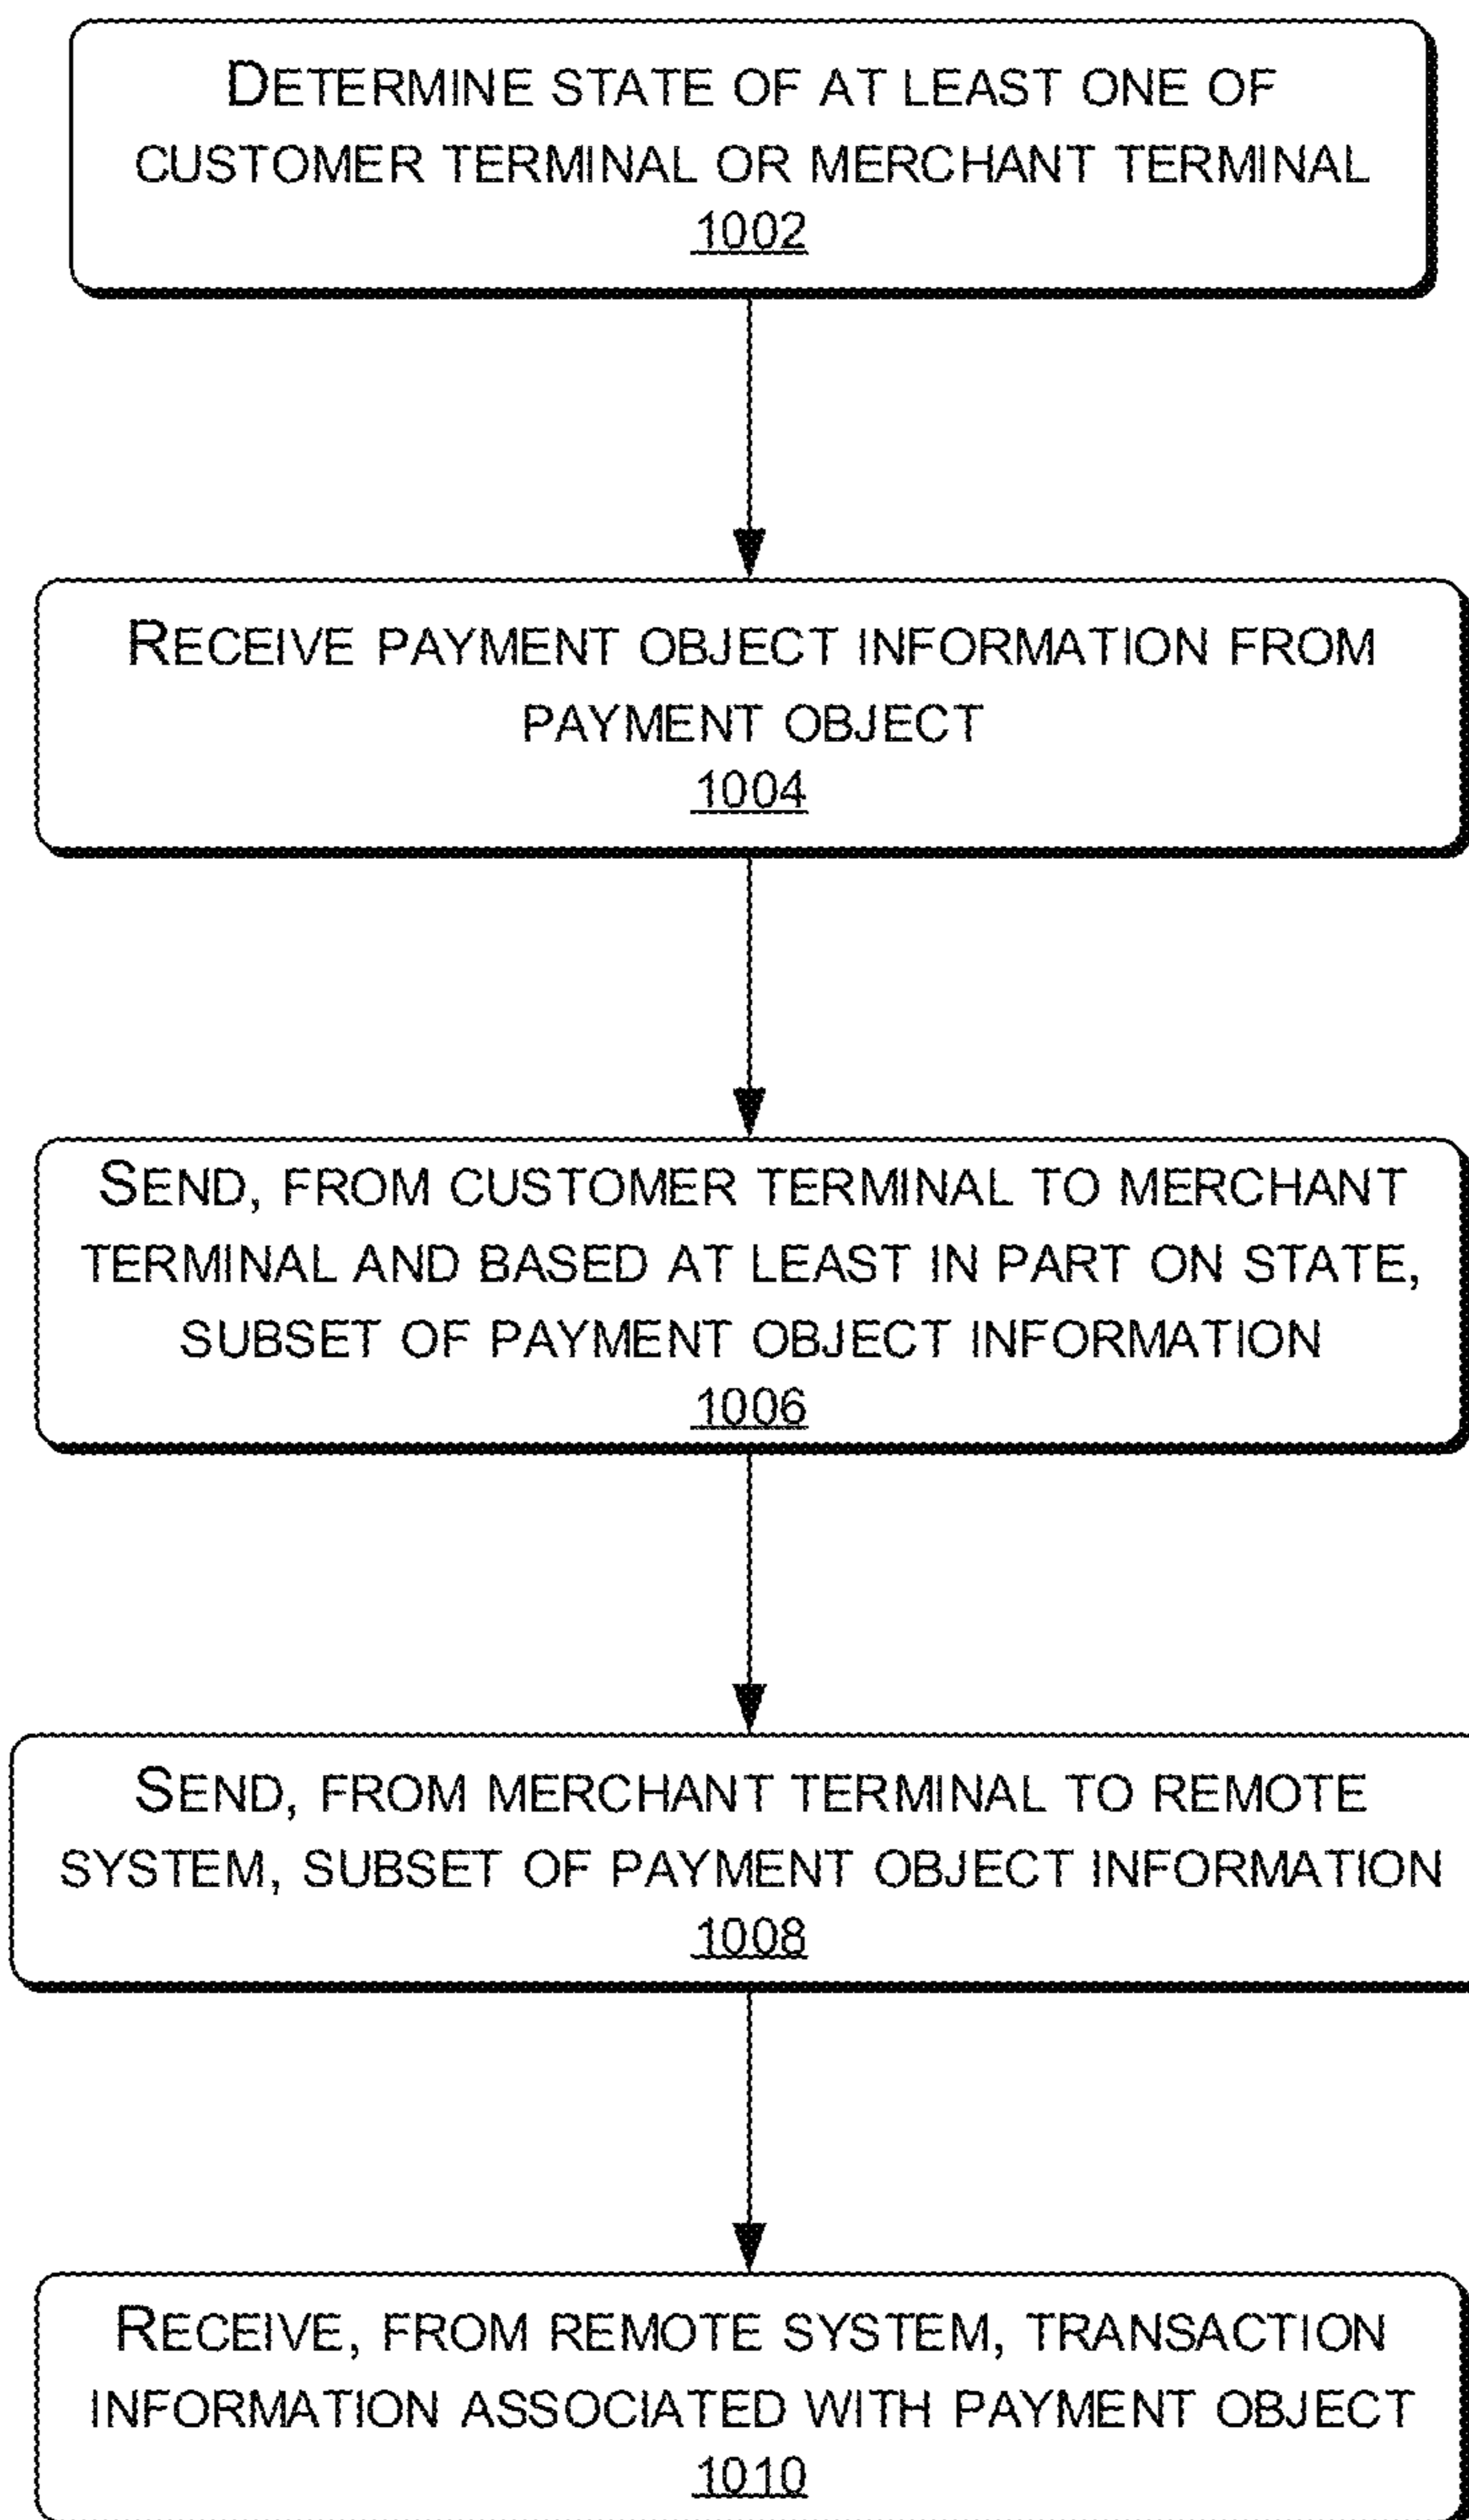 DETERMINE STATE OF AT LEAST ONE OF
CUSTOMER TERMINAL OR MERCHANT TERMINAL
1002
RECEIVE PAYMENT OBJECT INFORMATION FROM
PAYMENT OBJECT
1004
SEND, FROM CUSTOMER TERMINAL TO MERCHANT
TERMINAL AND BASED AT LEAST IN PART ON STATE,
SUBSET OF PAYMENT OBJECT INFORMATION
1006
SEND, FROM MERCHANT TERMINAL TO REMOTE
SYSTEM, SUBSET OF PAYMENT OBJECT INFORMATION
1008
RECEIVE, FROM REMOTE SYSTEM, TRANSACTION
INFORMATION ASSOCIATED WITH PAYMENT OBJECT
1010